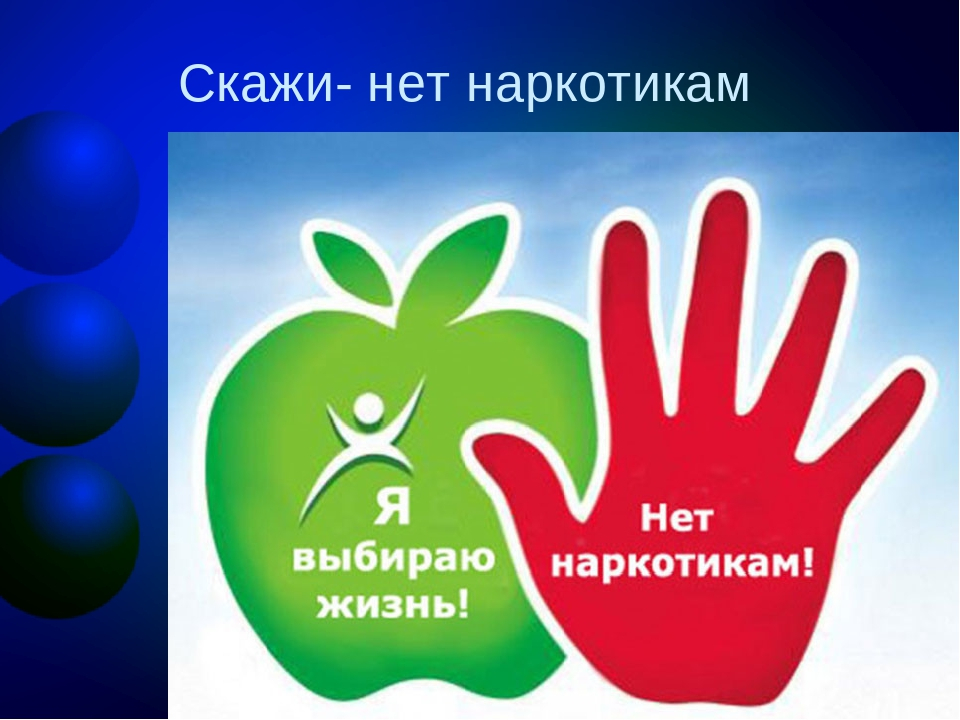 Скажи- нет наркотикам
Я
выбираю
жизнь!
Нет
наркотикам!